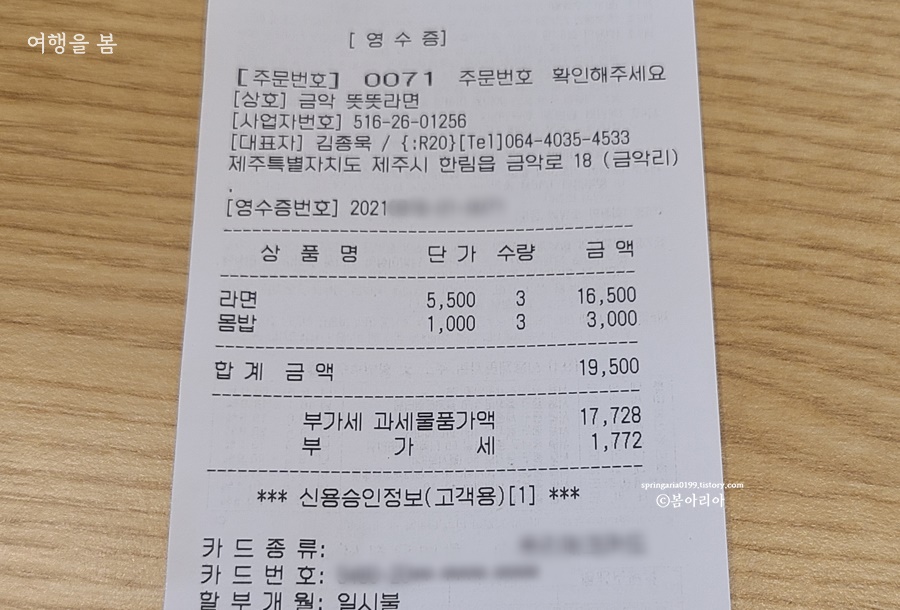 여행을 봄
[ 영 수 증]
[주문번호] 0071 주문번호 확인해주세요
[상호] 금악 뜻뜻라면
[사업자번호] 516-26-01256
[대표자] 김종욱 / {:R20}[Tel]064-4035-4533
제주특별자치도 제주시 한림읍 금악로 18 (금악리)
.
[영수증번호] 2021
상 품 명 단 가 수량 금 액
라면 5,500 3 16,500
몸밥 1,000 3 3,000
합 계 금 액 19,500
부가세 과세물품가액 17,728
부 가 세 1,772
*** 신용승인정보(고객용)[1] ***
springaria0199.tistory.com
ⓒ봄아리아
카 드 종 류:
카 드 번 호:
할 부 개 월: 일시불